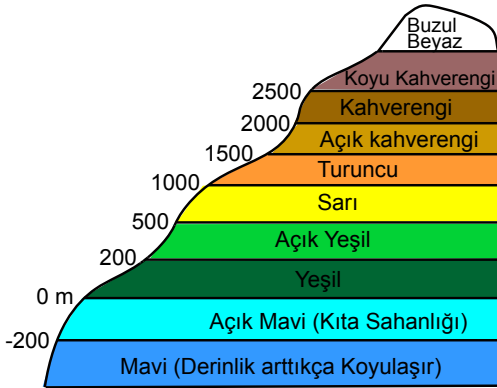 Buzul
Beyaz
Koyu Kahverengi
2500
Kahverengi
2000
Açık kahverengi
1500
Turuncu
1000
Sarı
500
Açık Yeşil
200
Yeşil
0 m
Açık Mavi (Kıta Sahanlığı)
-200
Mavi (Derinlik arttıkça Koyulaşır)